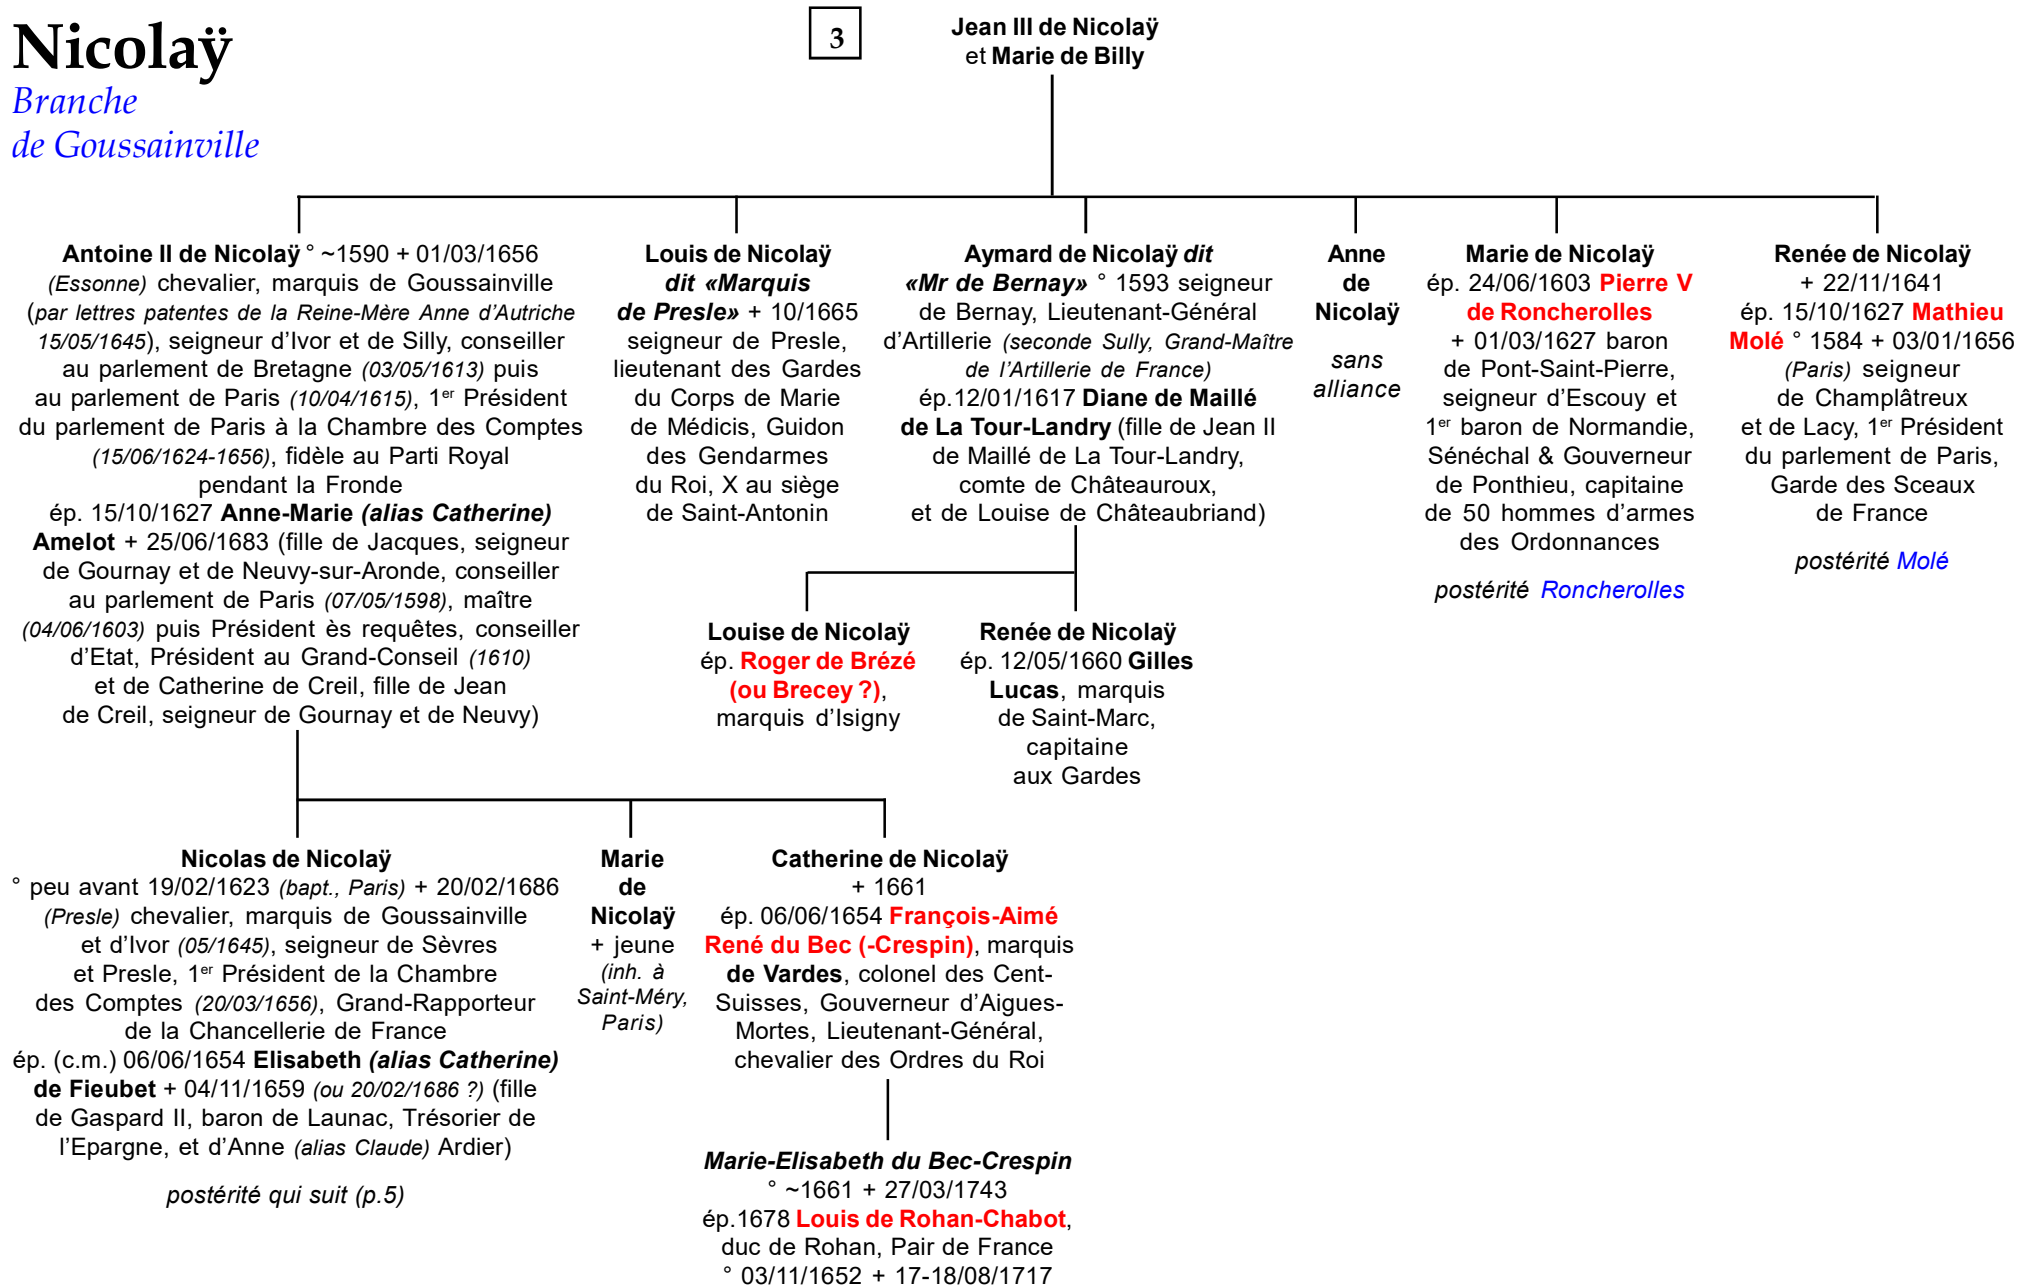 Nicolaÿ
Branche
de Goussainville
3
Jean III de Nicolaÿ
et Marie de Billy
Antoine II de Nicolaÿ ° ~1590 + 01/03/1656
(Essonne) chevalier, marquis de Goussainville
(par lettres patentes de la Reine-Mère Anne d'Autriche
15/05/1645), seigneur d'Ivor et de Silly, conseiller
au parlement de Bretagne (03/05/1613) puis
au parlement de Paris (10/04/1615), 1er Président
du parlement de Paris à la Chambre des Comptes
(15/06/1624-1656), fidèle au Parti Royal
pendant la Fronde
ép. 15/10/1627 Anne-Marie (alias Catherine)
Amelot + 25/06/1683 (fille de Jacques, seigneur
de Gournay et de Neuvy-sur-Aronde, conseiller
au parlement de Paris (07/05/1598), maître
(04/06/1603) puis Président ès requêtes, conseiller
d'Etat, Président au Grand-Conseil (1610)
et de Catherine de Creil, fille de Jean
de Creil, seigneur de Gournay et de Neuvy)
Louis de Nicolaÿ
dit «Marquis
de Presle» + 10/1665
seigneur de Presle,
lieutenant des Gardes
du Corps de Marie
de Médicis, Guidon
des Gendarmes
du Roi, X au siège
de Saint-Antonin
Aymard de Nicolaÿ dit
«Mr de Bernay» ° 1593 seigneur
de Bernay, Lieutenant-Général
d'Artillerie (seconde Sully, Grand-Maître
de l'Artillerie de France)
ép.12/01/1617 Diane de Maillé
de La Tour-Landry (fille de Jean II
de Maillé de La Tour-Landry,
comte de Châteauroux,
et de Louise de Châteaubriand)
Anne
de
Nicolaÿ
sans
alliance
Marie de Nicolaÿ
ép. 24/06/1603 Pierre V
de Roncherolles
+ 01/03/1627 baron
de Pont-Saint-Pierre,
seigneur d'Escouy et
1er baron de Normandie,
Sénéchal & Gouverneur
de Ponthieu, capitaine
de 50 hommes d'armes
des Ordonnances
postérité Roncherolles
Renée de Nicolaÿ
+ 22/11/1641
ép. 15/10/1627 Mathieu
Molé ° 1584 + 03/01/1656
(Paris) seigneur
de Champlâtreux
et de Lacy, 1er Président
du parlement de Paris,
Garde des Sceaux
de France
postérité Molé
Louise de Nicolaÿ
ép. Roger de Brézé
(ou Brecey ?),
marquis d'Isigny
Renée de Nicolaÿ
ép. 12/05/1660 Gilles
Lucas, marquis
de Saint-Marc,
capitaine
aux Gardes
Nicolas de Nicolaÿ
° peu avant 19/02/1623 (bapt., Paris) + 20/02/1686
(Presle) chevalier, marquis de Goussainville
et d'Ivor (05/1645), seigneur de Sèvres
et Presle, 1er Président de la Chambre
des Comptes (20/03/1656), Grand-Rapporteur
de la Chancellerie de France
ép. (c.m.) 06/06/1654 Elisabeth (alias Catherine)
de Fieubet + 04/11/1659 (ou 20/02/1686 ?) (fille
de Gaspard II, baron de Launac, Trésorier de
l'Epargne, et d'Anne (alias Claude) Ardier)
postérité qui suit (p.5)
Marie
de
Nicolaÿ
+ jeune
(inh. à
Saint-Méry,
Paris)
Catherine de Nicolaÿ
+ 1661
ép. 06/06/1654 François-Aimé
René du Bec (-Crespin), marquis
de Vardes, colonel des Cent-
Suisses, Gouverneur d'Aigues-
Mortes, Lieutenant-Général,
chevalier des Ordres du Roi
Marie-Elisabeth du Bec-Crespin
° ~1661 + 27/03/1743
ép.1678 Louis de Rohan-Chabot,
duc de Rohan, Pair de France
° 03/11/1652 + 17-18/08/1717